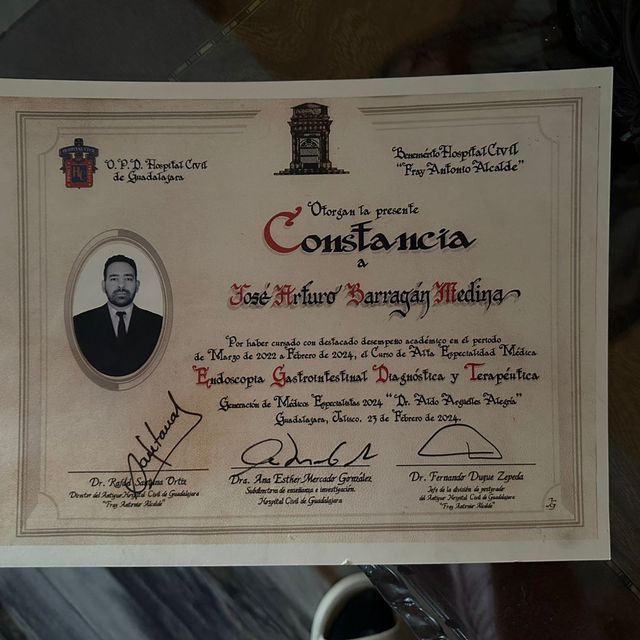 O. P. D. Hospital Civil
de Guadalajara
Benemérito Hospital Civil
"Fray Antonio Alcalde"
Otorgan la presente
Constancia
a
José Arturo Barragán Medina
Por haber cursado con destacado desempeño académico en el periodo
de Marzo de 2022 a Febrero de 2024, el Curso de Alta Especialidad Médica
Endoscopia Gastrointestinal Diagnóstica y Terapéutica
Generación de Médicos Especialistas 2024 "Dr. Aldo Argüelles Alegría"
Guadalajara, Jalisco, 23 de Febrero de 2024.
Dr. Rafael Santana Ortiz
Director del Antiguo Hospital Civil de Guadalajara
"Fray Antonio Alcalde"
Dra. Ana Esther Mercado González
Subdirectora de enseñanza e investigación.
Hospital Civil de Guadalajara
Dr. Fernando Duque Zepeda
Jefe de la división de postgrado
del Antiguo Hospital Civil de Guadalajara
"Fray Antonio Alcalde"